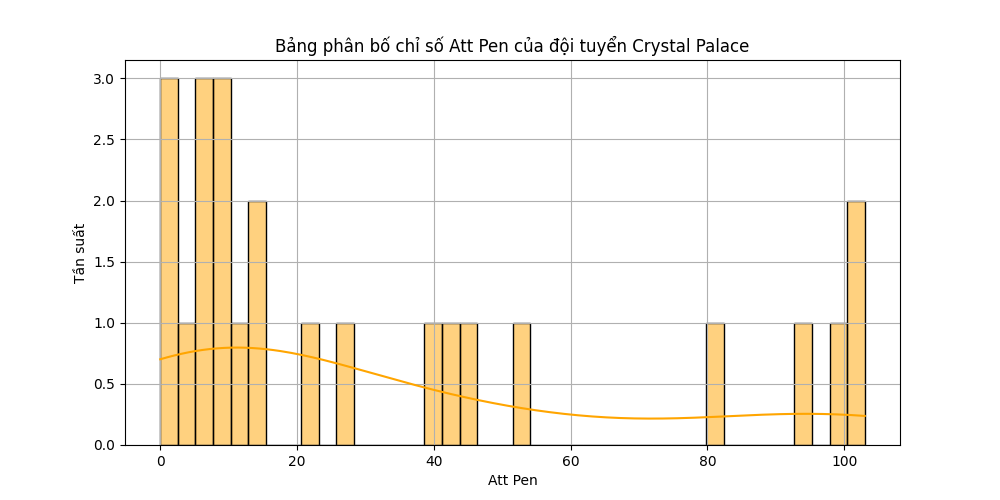 Bảng phân bố chỉ số Att Pen của đội tuyển Crystal Palace
3.0
2.5
2.0
1.5
1.0
0.5
0.0
Tần suất
0 20 40 60 80 100
Att Pen